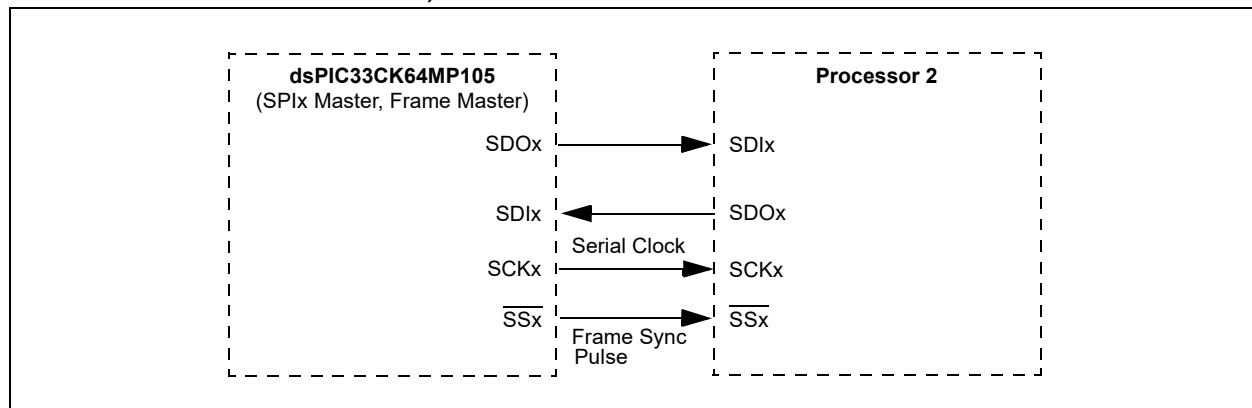 dsPIC33CK64MP105
(SPIx Master, Frame Master)
SDOx
SDIx
SCKx
SSx
Serial Clock
Frame Sync
Pulse
Processor 2
SDIx
SDOx
SCKx
SSx